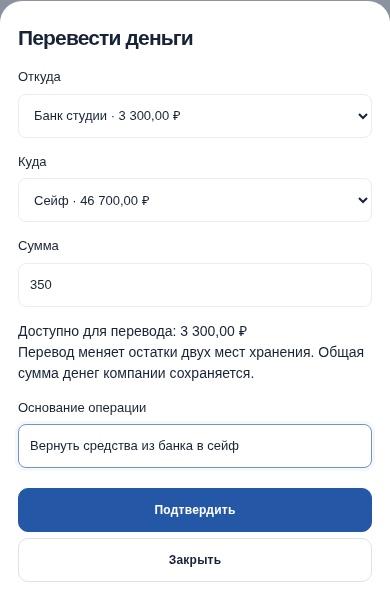 Перевести деньги
Откуда
Банк студии · 3 300,00 ₽
Куда
Сейф · 46 700,00 ₽
Сумма
350
Доступно для перевода: 3 300,00 ₽
Перевод меняет остатки двух мест хранения. Общая
сумма денег компании сохраняется.
Основание операции
Вернуть средства из банка в сейф
Подтвердить
Закрыть